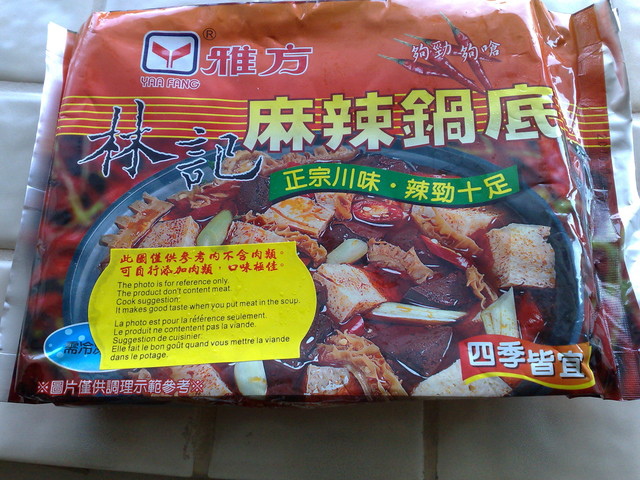 ® 雅方
YAA FANG
夠勁夠嗆
林記
麻辣鍋底
正宗川味・辣勁十足
此圖僅供參考內不含肉類。
可自行添加肉類，口味極佳。
The photo is for reference only.
The product don't content meat.
Cook suggestion:
It makes good taste when you put meat in the soup.
La photo est pour la référence seulement.
Le produit ne contentent pas la viande.
Suggestion de cuisinier:
Elle fait le bon goût quand vous mettre la viande
dans le potage.
需冷
四季皆宜
※圖片僅供調理示範參考※